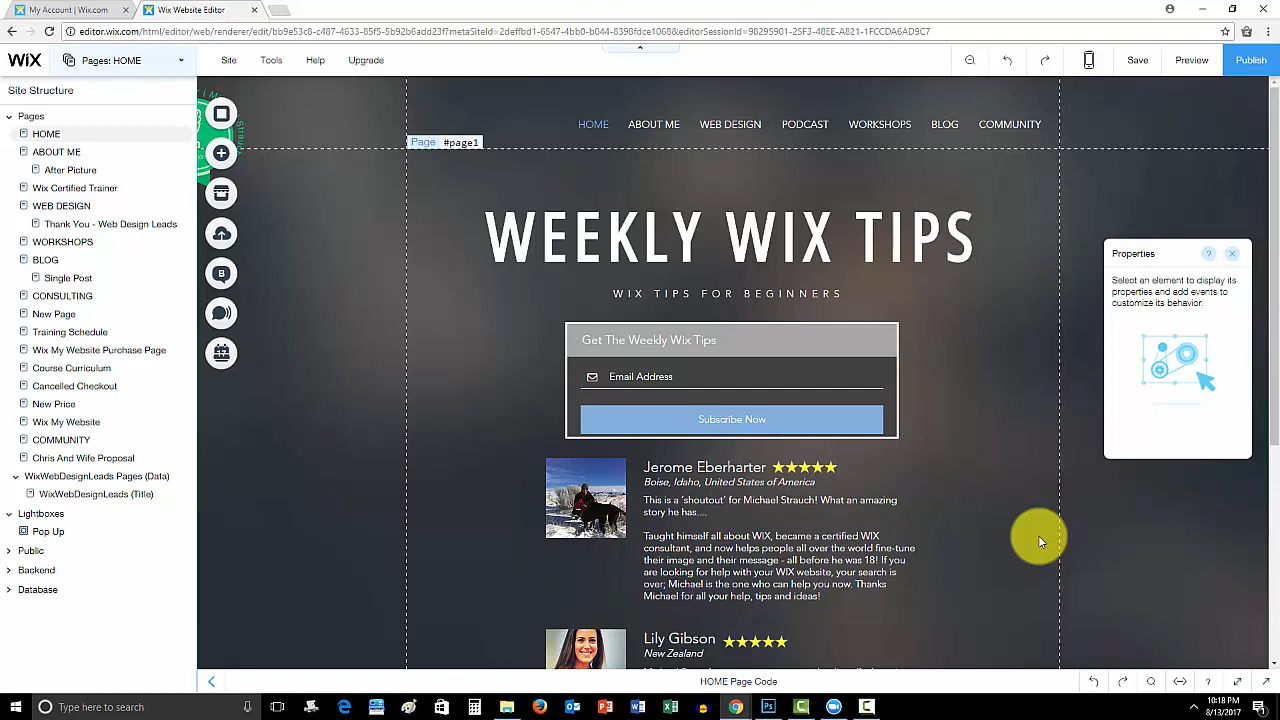 My Account | Wix.com
Wix Website Editor
editor.wix.com/html/editor/web/renderer/edit/bb9e53c8-c487-4633-85f5-5b92b6add23f?metaSiteId=2deffbd1-6547-4bb0-b044-8398fdce1068&editorSessionId=98295901-25F3-48EE-A821-1FCCDA6AD9C7
WiX
Pages: HOME
Site
Tools
Help
Upgrade
Save
Preview
Publish
Site Structure
Pages
HOME
ABOUT ME
After Picture
Wix Certified Trainer
WEB DESIGN
Thank You - Web Design Leads
WORKSHOPS
BLOG
Single Post
CONSULTING
New Page
Training Schedule
Wix My Website Purchase Page
Course Curriculum
Cancelled Checkout
New Price
Wix My Website
COMMUNITY
Chris And Wife Proposal
WixWebDesignLeads Pages (Data)
WixWebDesignLeads (Title)
Lightboxes
Pop Up
Public
Backend
Database
HOME ABOUT ME WEB DESIGN PODCAST WORKSHOPS BLOG COMMUNITY
Page #page1
WEEKLY WIX TIPS
WIX TIPS FOR BEGINNERS
Get The Weekly Wix Tips
Email Address
Subscribe Now
Jerome Eberharter
Boise, Idaho, United States of America
This is a 'shoutout' for Michael Strauch! What an amazing
story he has....
Taught himself all about WIX, became a certified WIX
consultant, and now helps people all over the world fine-tune
their image and their message - all before he was 18! If you
are looking for help with your WIX website, your search is
over; Michael is the one who can help you now. Thanks
Michael for all your help, tips and ideas!
Lily Gibson
New Zealand
Properties
Select an element to display its
properties and add events to
customize its behavior.
HOME Page Code
Type here to search
10:18 PM
8/13/2017